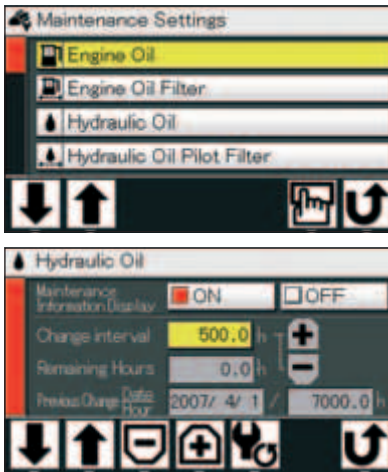 Maintenance Settings
Engine Oil
Engine Oil Filter
Hydraulic Oil
Hydraulic Oil Pilot Filter
Hydraulic Oil
Maintenance
Information Display
ON
OFF
Change interval 500.0 h
Remaining Hours 0.0 h
Previous Change Date
Hour
2007/ 4/ 1 / 7000.0 h